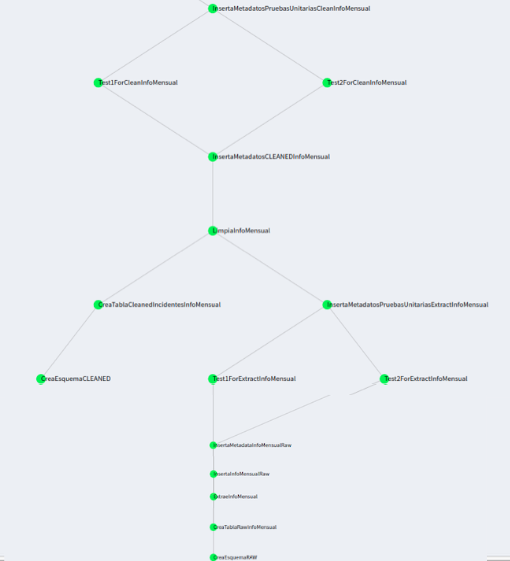 InsertaMetadatosPruebasUnitariasCleanInfoMensual
Test1ForCleanInfoMensual
Test2ForCleanInfoMensual
InsertaMetadatosCLEANEDInfoMensual
LimpiaInfoMensual
CreaTablaCleanedIncidentesInfoMensual
InsertaMetadatosPruebasUnitariasExtractInfoMensual
CreaEsquemaCLEANED
Test1ForExtractInfoMensual
Test2ForExtractInfoMensual
InsertaMetadataInfoMensualRaw
InsertaInfoMensualRaw
ExtraeInfoMensual
CreaTablaRawInfoMensual
CreaEsquemaRAW